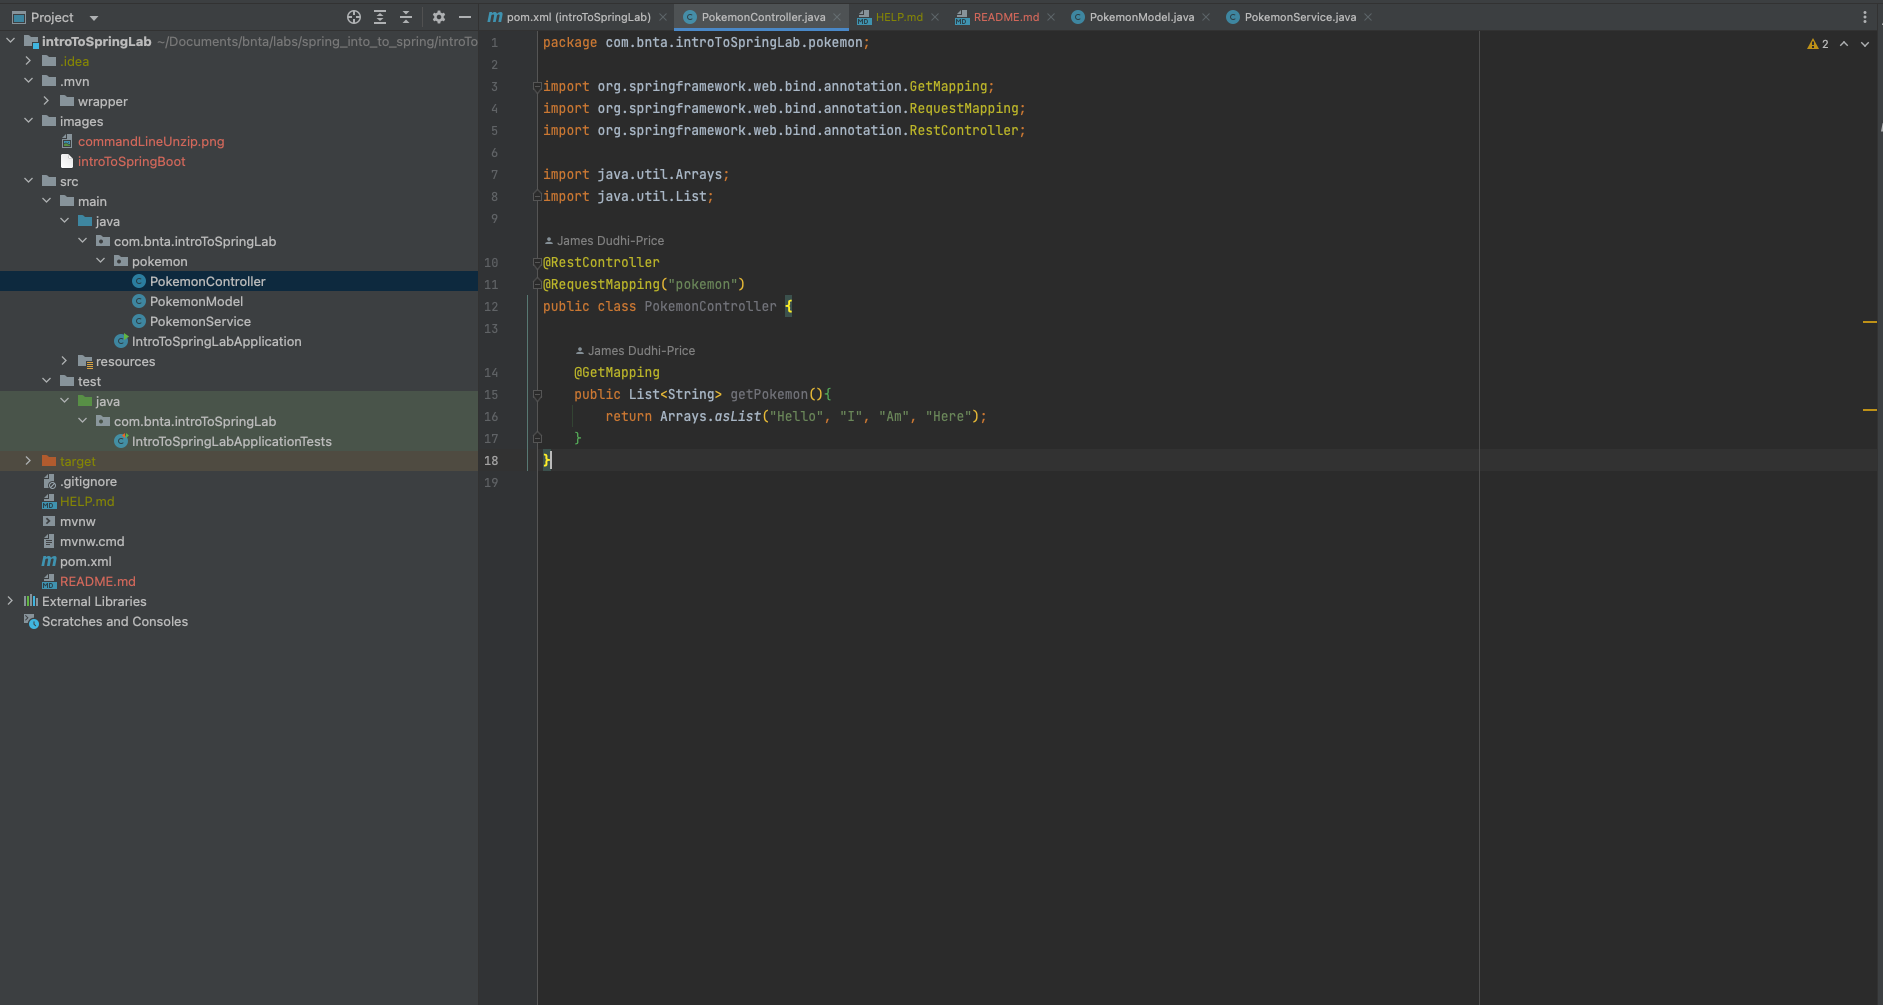 Project
introToSpringLab ~/Documents/bnta/labs/spring_into_to_spring/introTo
.idea
.mvn
wrapper
images
commandLineUnzip.png
introToSpringBoot
src
main
java
com.bnta.introToSpringLab
pokemon
PokemonController
PokemonModel
PokemonService
IntroToSpringLabApplication
resources
test
java
com.bnta.introToSpringLab
IntroToSpringLabApplicationTests
target
.gitignore
HELP.md
mvnw
mvnw.cmd
pom.xml
README.md
External Libraries
Scratches and Consoles
pom.xml (introToSpringLab) PokemonController.java HELP.md README.md PokemonModel.java PokemonService.java
2
1 package com.bnta.introToSpringLab.pokemon;
2
3 import org.springframework.web.bind.annotation.GetMapping;
4 import org.springframework.web.bind.annotation.RequestMapping;
5 import org.springframework.web.bind.annotation.RestController;
6
7 import java.util.Arrays;
8 import java.util.List;
9
James Dudhi-Price
10 @RestController
11 @RequestMapping("pokemon")
12 public class PokemonController {
13
James Dudhi-Price
14 @GetMapping
15 public List<String> getPokemon(){
16 return Arrays.asList("Hello", "I", "Am", "Here");
17 }
18 }
19